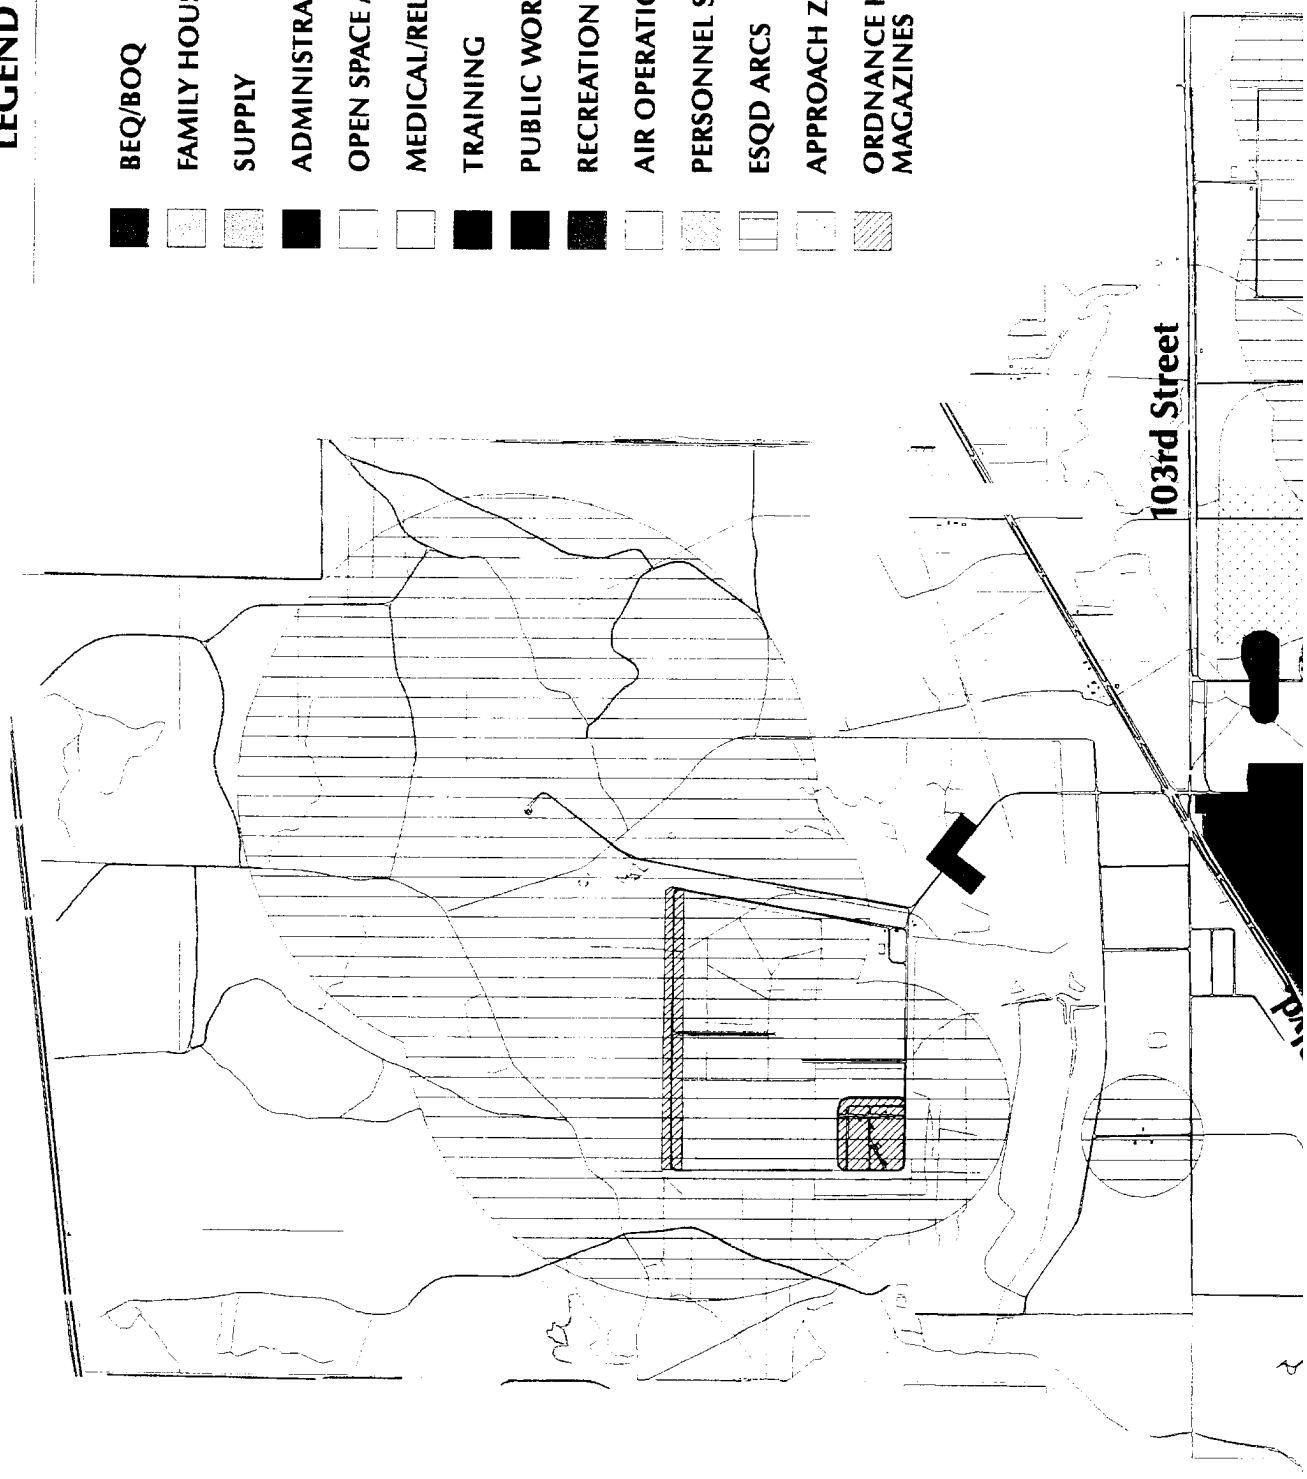 LEGEND
BEQ/BOQ
FAMILY HOUS
SUPPLY
ADMINISTRA
OPEN SPACE
MEDICAL/REL
TRAINING
PUBLIC WOR
RECREATION
AIR OPERATI
PERSONNEL S
ESQD ARCS
APPROACH Z
ORDNANCE
MAGAZINES
103rd Street
lvd.